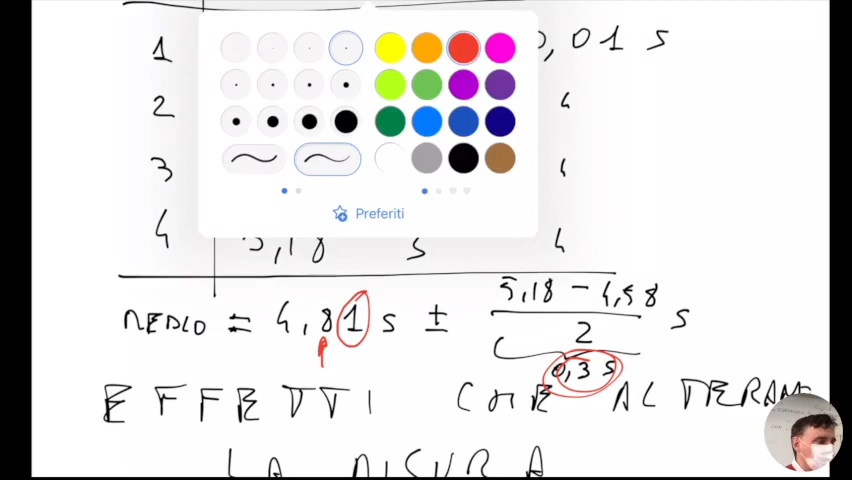 1 0,01 s
2 "
3 "
Preferiti
4 5,18 s "
MEDIO = 4,81 s ± 5,18 - 4,58 s
2
0,3 s
EFFETTI CHE ALTERANO
LA MISURA